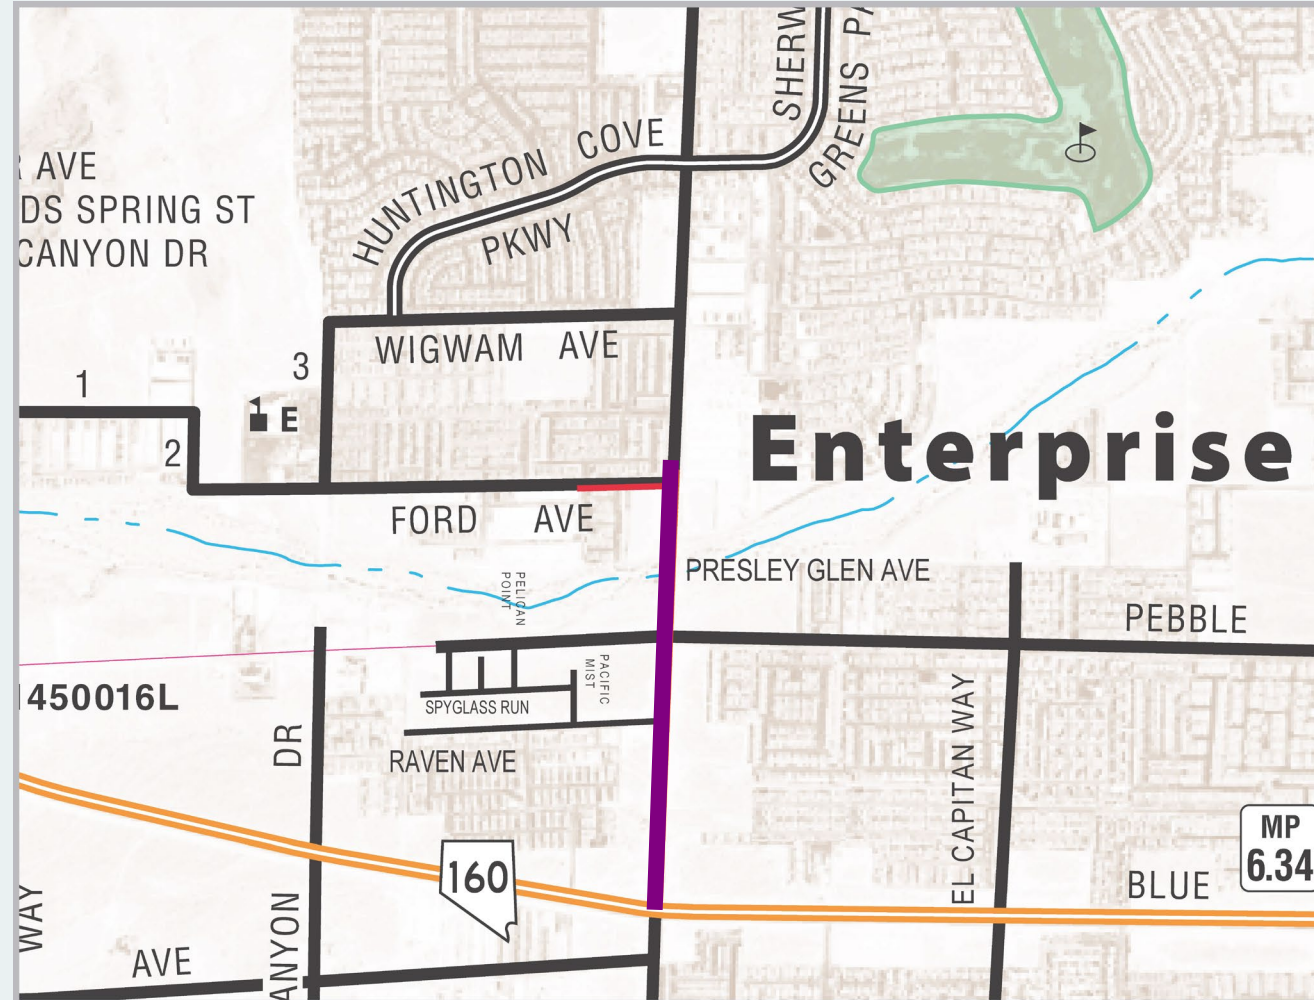 SHERW
GREENS PA
HUNTINGTON COVE
PKWY
R AVE
DS SPRING ST
CANYON DR
WIGWAM AVE
1
2
3
E
Enterprise
FORD AVE
PRESLEY GLEN AVE
PELICAN
POINT
PEBBLE
PACIFIC
MIST
1450016L
SPYGLASS RUN
DR
RAVEN AVE
EL CAPITAN WAY
MP
6.34
160
BLUE
WAY
AVE
ANYON